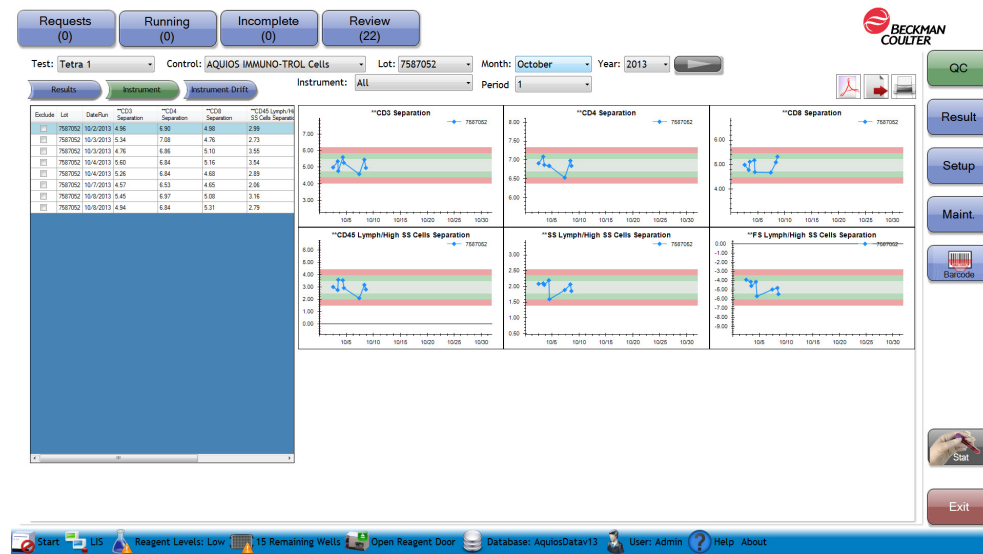 Requests
(0)
Running
(0)
Incomplete
(0)
Review
(22)
BECKMAN
COULTER
Test: Tetra 1 Control: AQUIOS IMMUNO-TROL Cells Lot: 7587052 Month: October Year: 2013
Results Instrument Instrument Drift Instrument: All Period 1
QC
Result
Setup
Maint.
Barcode
Stat
Exit
Exclude Lot DateRun **CD3 Separation **CD4 Separation **CD8 Separation **CD45 Lymph/Hi SS Cells Separatic
7587052 10/2/2013 4.96 6.90 4.98 2.99
7587052 10/3/2013 5.34 7.08 4.76 2.73
7587052 10/3/2013 4.76 6.86 5.10 3.55
7587052 10/4/2013 5.60 6.84 5.16 3.54
7587052 10/4/2013 5.26 6.84 4.68 2.89
7587052 10/7/2013 4.57 6.53 4.65 2.06
7587052 10/8/2013 5.45 6.97 5.08 3.16
7587052 10/8/2013 4.94 6.84 5.31 2.79
**CD3 Separation
7587052
7.00
6.00
5.00
4.00
3.00
10/5 10/10 10/15 10/20 10/25 10/30
**CD4 Separation
7587052
8.00
7.50
7.00
6.50
6.00
10/5 10/10 10/15 10/20 10/25 10/30
**CD8 Separation
7587052
6.00
5.00
4.00
10/5 10/10 10/15 10/20 10/25 10/30
**CD45 Lymph/High SS Cells Separation
7587052
6.00
5.00
4.00
3.00
2.00
1.00
0.00
10/5 10/10 10/15 10/20 10/25 10/30
**SS Lymph/High SS Cells Separation
7587052
3.00
2.50
2.00
1.50
1.00
0.50
10/5 10/10 10/15 10/20 10/25 10/30
**FS Lymph/High SS Cells Separation
7587052
0.00
-1.00
-2.00
-3.00
-4.00
-5.00
-6.00
-7.00
-8.00
-9.00
10/5 10/10 10/15 10/20 10/25 10/30
Start LIS Reagent Levels: Low 15 Remaining Wells Open Reagent Door Database: AquiosDatav13 User: Admin Help About